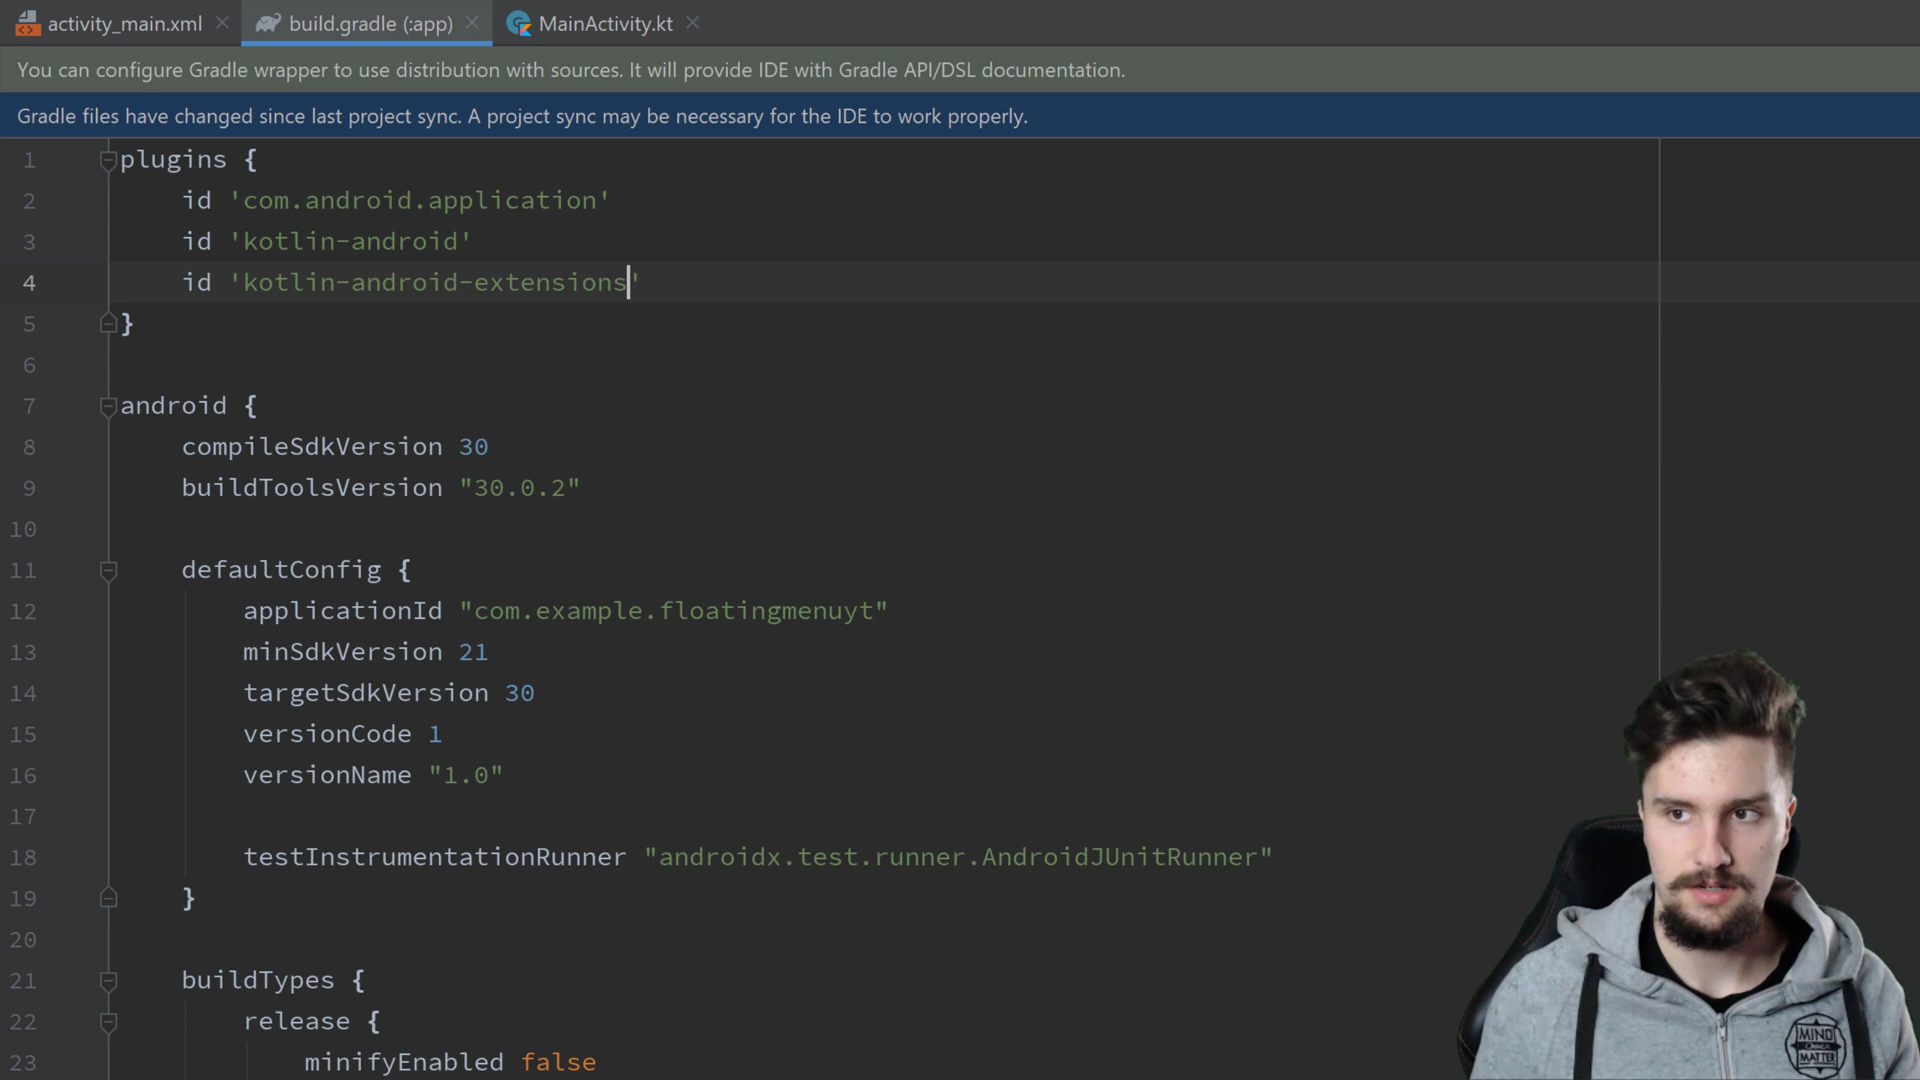 activity_main.xml build.gradle (:app) MainActivity.kt
You can configure Gradle wrapper to use distribution with sources. It will provide IDE with Gradle API/DSL documentation.
Gradle files have changed since last project sync. A project sync may be necessary for the IDE to work properly.
1 plugins {
2 id 'com.android.application'
3 id 'kotlin-android'
4 id 'kotlin-android-extensions'
5 }
6
7 android {
8 compileSdkVersion 30
9 buildToolsVersion "30.0.2"
10
11 defaultConfig {
12 applicationId "com.example.floatingmenuyt"
13 minSdkVersion 21
14 targetSdkVersion 30
15 versionCode 1
16 versionName "1.0"
17
18 testInstrumentationRunner "androidx.test.runner.AndroidJUnitRunner"
19 }
20
21 buildTypes {
22 release {
23 minifyEnabled false
MIND
MATTER